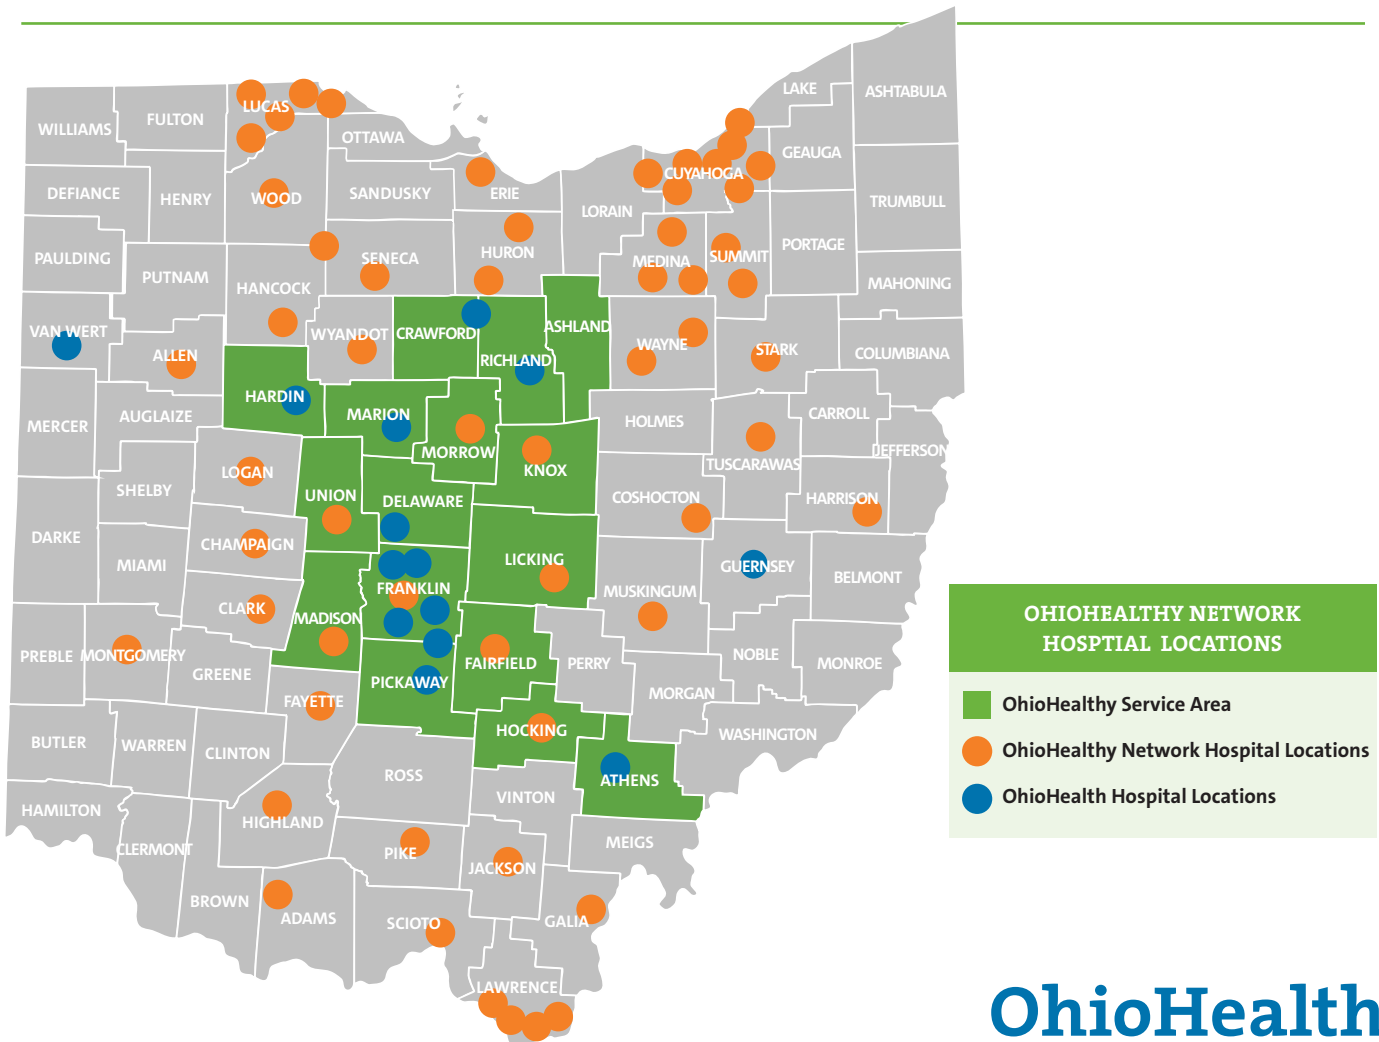 LAKE
ASHTABULA
LUCAS
FULTON
WILLIAMS
OTTAWA
GEAUGA
CUYAHOGA
DEFIANCE
HENRY
WOOD
SANDUSKY
ERIE
LORAIN
TRUMBULL
PAULDING
PUTNAM
HANCOCK
SENECA
HURON
MEDINA
SUMMIT
PORTAGE
MAHONING
VAN WERT
ALLEN
WYANDOT
CRAWFORD
RICHLAND
ASHLAND
WAYNE
STARK
COLUMBIANA
MERCER
AUGLAIZE
HARDIN
MARION
MORROW
KNOX
HOLMES
CARROLL
JEFFERSON
TUSCARAWAS
SHELBY
LOGAN
UNION
DELAWARE
COSHOCTON
HARRISON
DARKE
MIAMI
CHAMPAIGN
LICKING
GUERNSEY
BELMONT
CLARK
MADISON
FRANKLIN
MUSKINGUM
PREBLE
MONTGOMERY
GREENE
FAYETTE
PICKAWAY
FAIRFIELD
PERRY
NOBLE
MONROE
MORGAN
BUTLER
WARREN
CLINTON
ROSS
HOCKING
WASHINGTON
ATHENS
HAMILTON
CLERMONT
HIGHLAND
PIKE
VINTON
JACKSON
MEIGS
BROWN
ADAMS
SCIOTO
GALIA
LAWRENCE
OHIOHEALTHY NETWORK
HOSPTIAL LOCATIONS
OhioHealthy Service Area
OhioHealthy Network Hospital Locations
OhioHealth Hospital Locations
OhioHealth